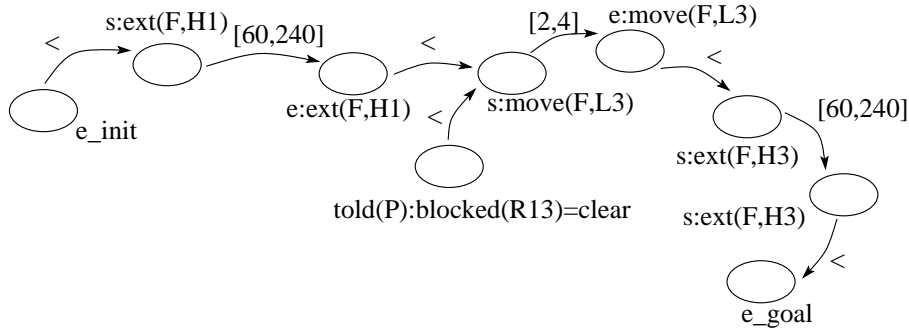 s:ext(F,H1)
<
[60,240]
e_init
e:ext(F,H1)
<
<
told(P):blocked(R13)=clear
s:move(F,L3)
[2,4]
e:move(F,L3)
<
s:ext(F,H3)
[60,240]
s:ext(F,H3)
<
e_goal